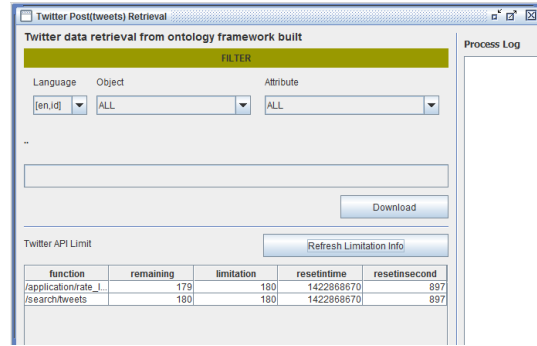 Twitter Post(tweets) Retrieval
Twitter data retrieval from ontology framework built
Process Log
FILTER
Language Object Attribute
[en,id] ALL ALL
..
Download
Twitter API Limit
Refresh Limitation Info
function remaining limitation resetintime resetinsecond
/application/rate_l... 179 180 1422868670 897
/search/tweets 180 180 1422868670 897